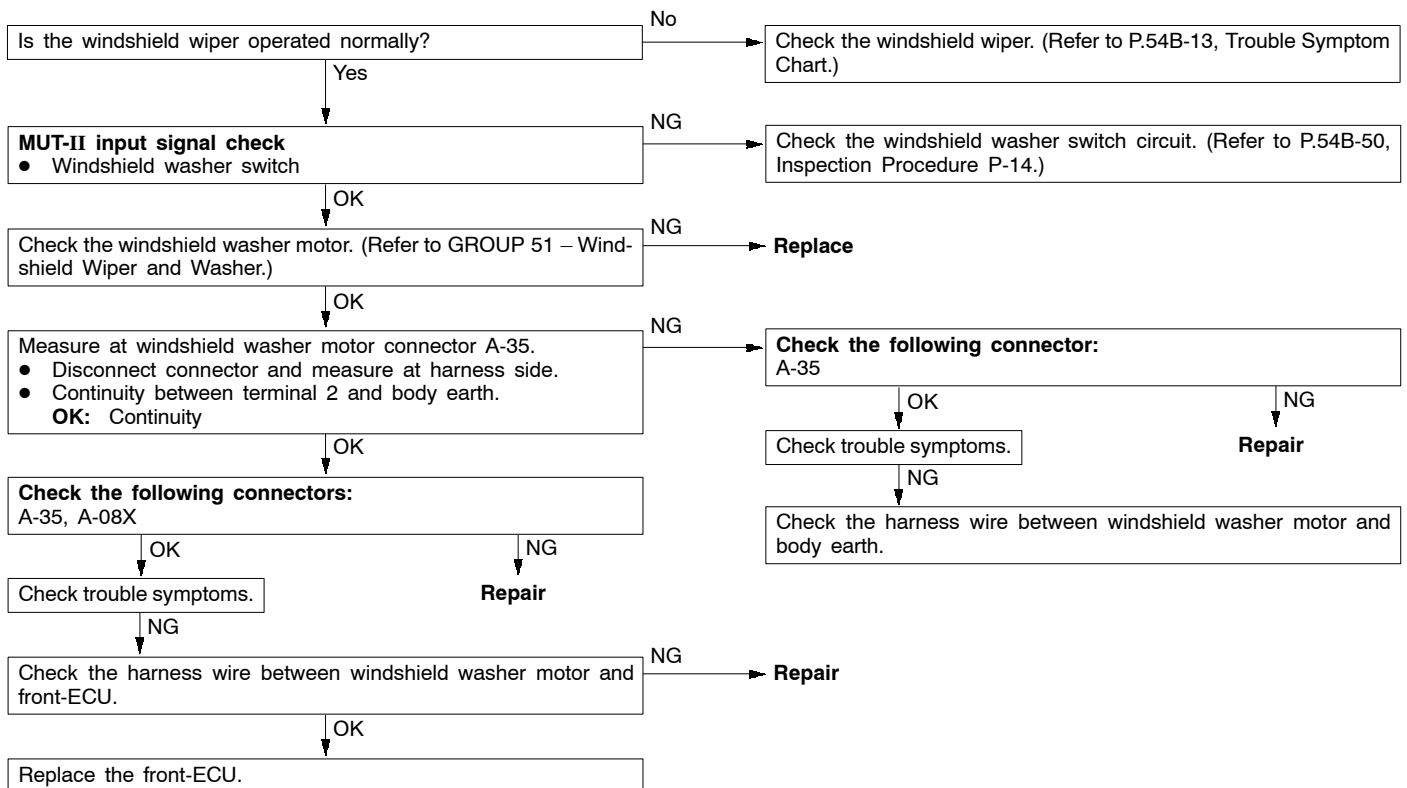 Is the windshield wiper operated normally?
No
Check the windshield wiper. (Refer to P.54B-13, Trouble Symptom
Chart.)
Yes
MUT-II input signal check
● Windshield washer switch
NG
Check the windshield washer switch circuit. (Refer to P.54B-50,
Inspection Procedure P-14.)
OK
Check the windshield washer motor. (Refer to GROUP 51 – Wind-
shield Wiper and Washer.)
NG
Replace
OK
Measure at windshield washer motor connector A-35.
● Disconnect connector and measure at harness side.
● Continuity between terminal 2 and body earth.
OK: Continuity
NG
Check the following connector:
A-35
OK
NG
Check trouble symptoms.
Repair
NG
Check the harness wire between windshield washer motor and
body earth.
OK
Check the following connectors:
A-35, A-08X
OK
NG
Check trouble symptoms.
Repair
NG
Check the harness wire between windshield washer motor and
front-ECU.
NG
Repair
OK
Replace the front-ECU.